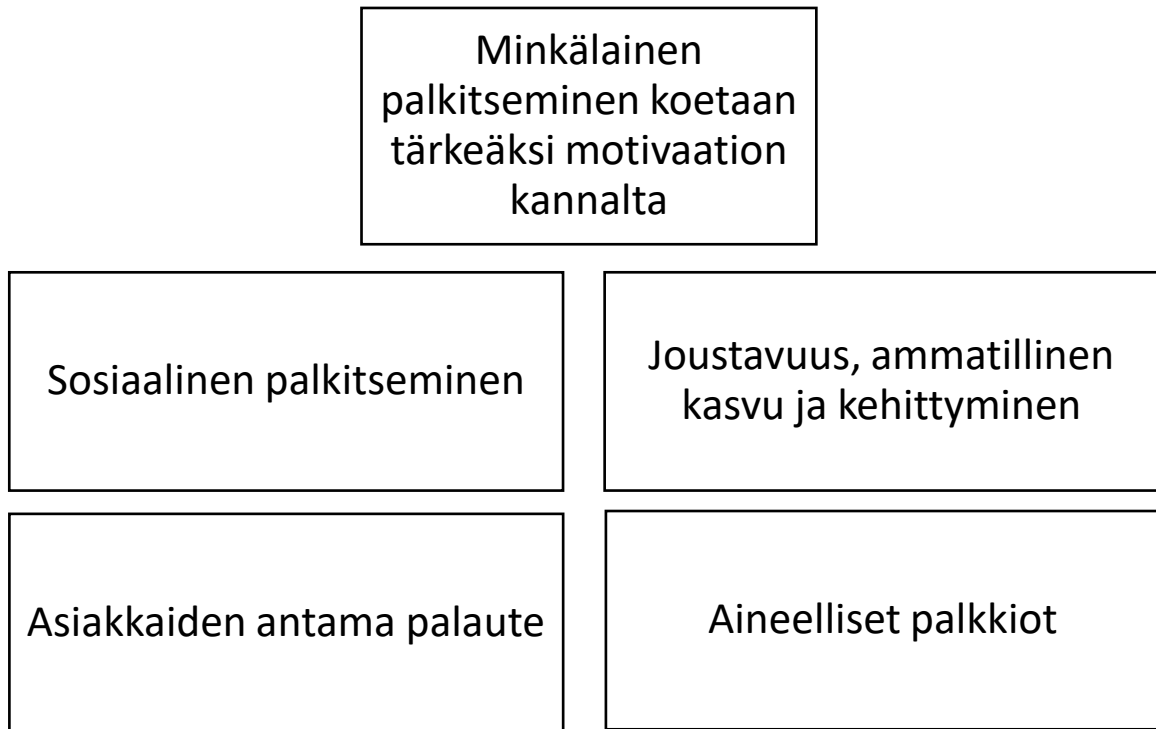 Minkälainen
palkitseminen koetaan
tärkeäksi motivaation
kannalta
Sosiaalinen palkitseminen
Joustavuus, ammatillinen
kasvu ja kehittyminen
Asiakkaiden antama palaute
Aineelliset palkkiot